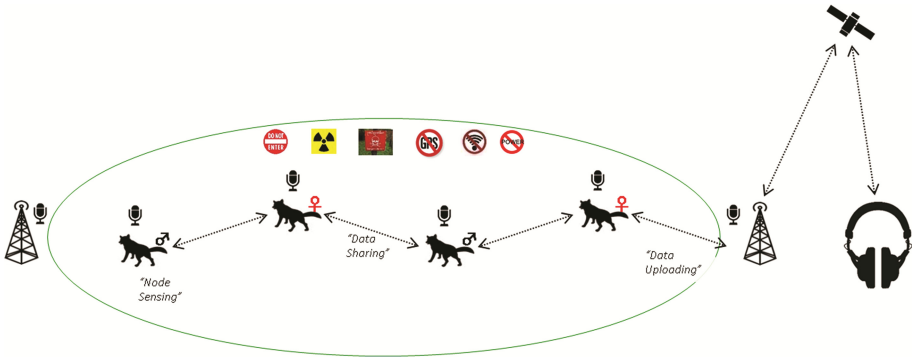 DO NOT
ENTER
GPS
POWER
"Data
Sharing"
"Data
Uploading"
"Node
Sensing"